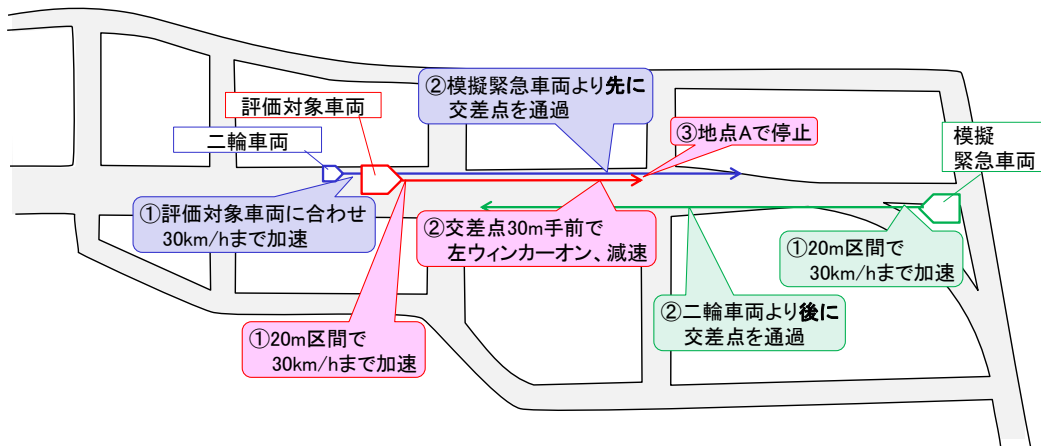 ②模擬緊急車両より先に
交差点を通過
評価対象車両
二輪車両
③地点Aで停止
模擬
緊急車両
①評価対象車両に合わせ
30km/hまで加速
②交差点30m手前で
左ウィンカーオン、減速
①20m区間で
30km/hまで加速
②二輪車両より後に
交差点を通過
①20m区間で
30km/hまで加速